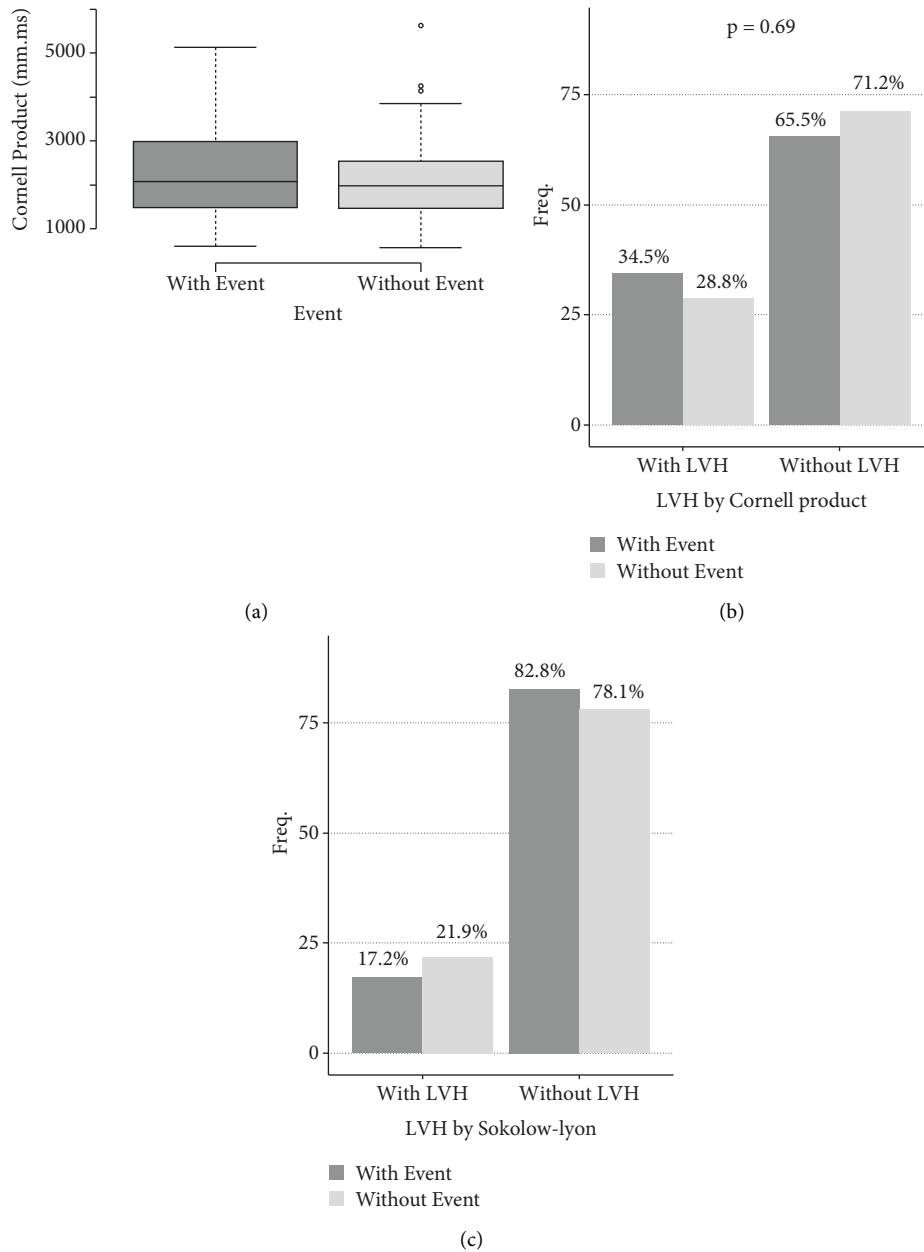 Cornell Product (mm.ms)
5000
3000
1000
With Event
Without Event
Event
(a)
p = 0.69
Freq.
75
50
25
0
34.5%
28.8%
65.5%
71.2%
With LVH
Without LVH
LVH by Cornell product
With Event
Without Event
(b)
Freq.
75
50
25
0
17.2%
21.9%
82.8%
78.1%
With LVH
Without LVH
LVH by Sokolow-lyon
With Event
Without Event
(c)